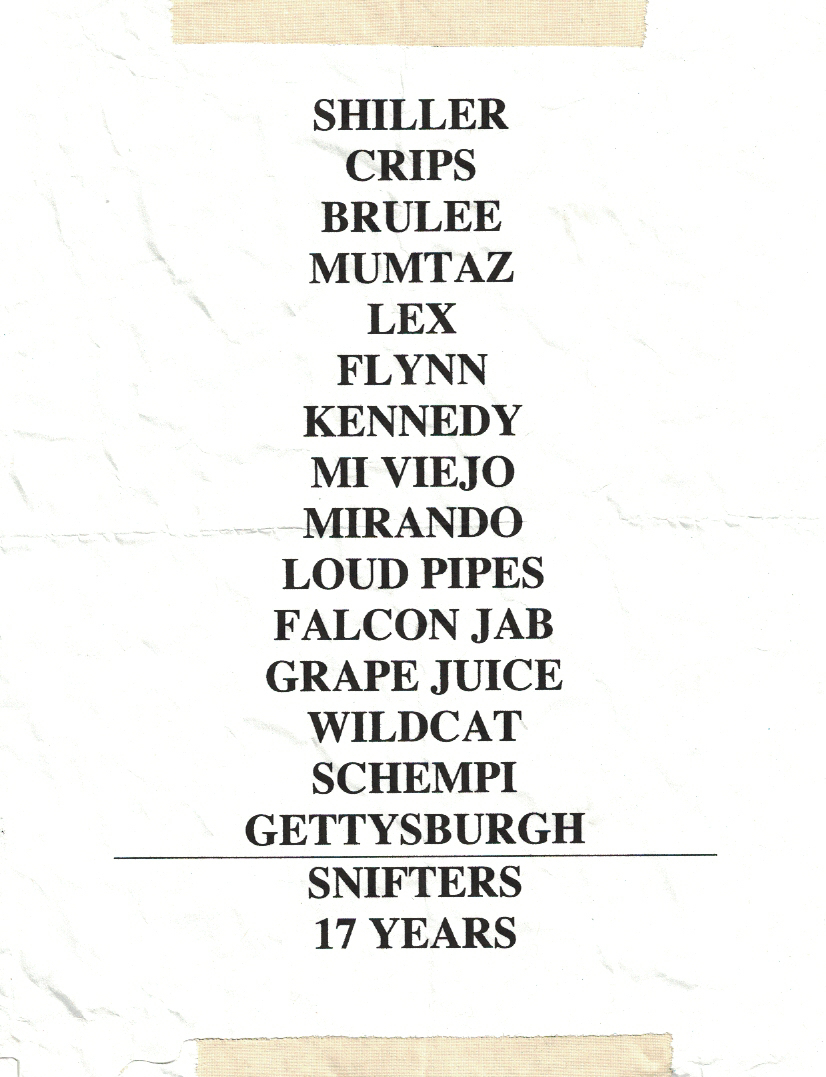 SHILLER
CRIPS
BRULEE
MUMTAZ
LEX
FLYNN
KENNEDY
MI VIEJO
MIRANDO
LOUD PIPES
FALCON JAB
GRAPE JUICE
WILDCAT
SCHEMPI
GETTYSBURGH
SNIFTERS
17 YEARS